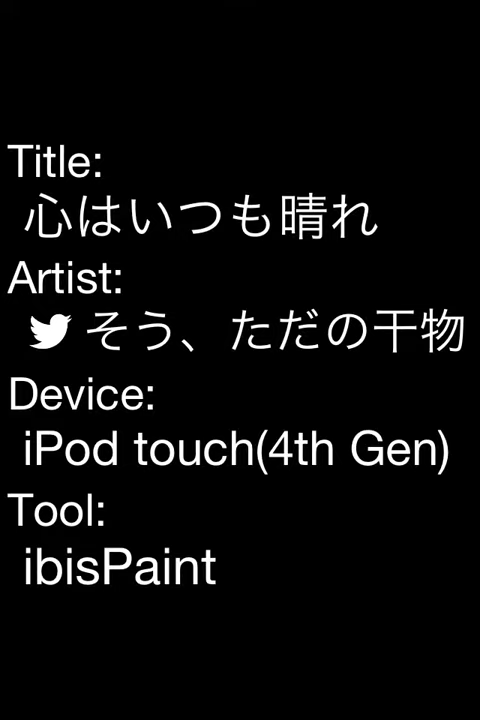 Title:
心はいつも晴れ
Artist:
そう、ただの干物
Device:
iPod touch(4th Gen)
Tool:
ibisPaint